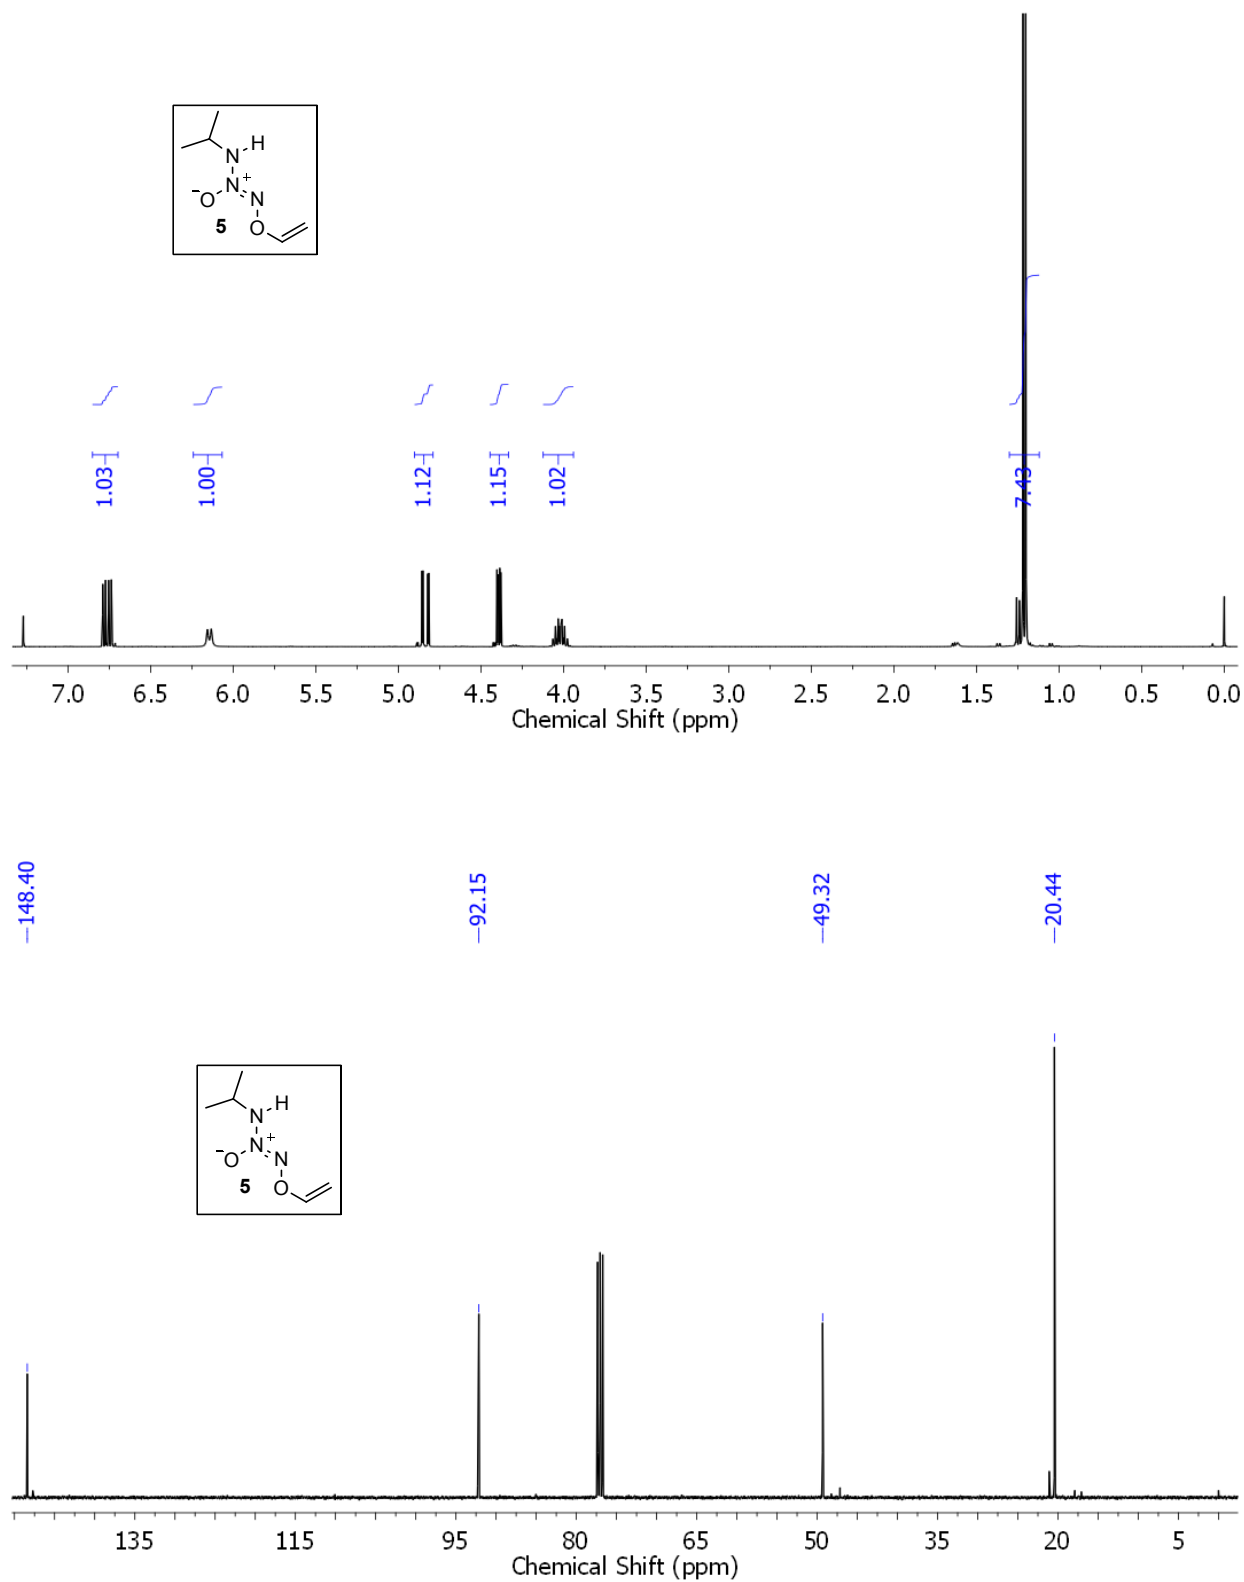 H
N
+
N
−
O
N
5
O
1.03
1.00
1.12
1.15
1.02
7.43
7.0 6.5 6.0 5.5 5.0 4.5 4.0 3.5 3.0 2.5 2.0 1.5 1.0 0.5 0.0
Chemical Shift (ppm)
—148.40
—92.15
—49.32
—20.44
H
N
+
N
−
O
N
5
O
135 115 95 80 65 50 35 20 5
Chemical Shift (ppm)